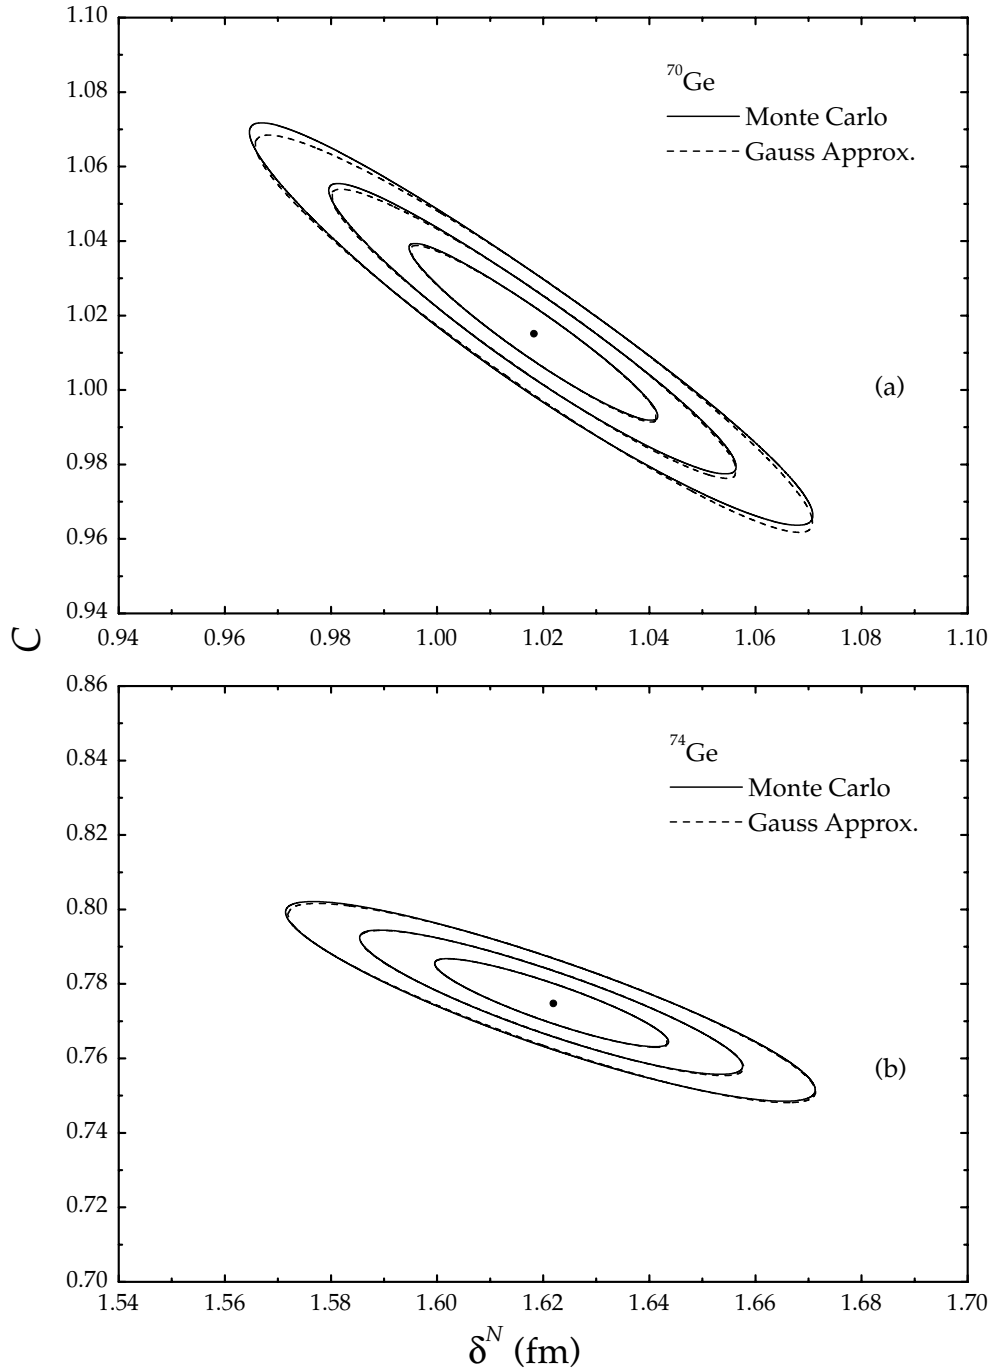 1.10
1.08
1.06
1.04
1.02
1.00
0.98
0.96
0.94
⁷⁰Ge
Monte Carlo
Gauss Approx.
(a)
0.94 0.96 0.98 1.00 1.02 1.04 1.06 1.08 1.10
C
0.86
0.84
0.82
0.80
0.78
0.76
0.74
0.72
0.70
⁷⁴Ge
Monte Carlo
Gauss Approx.
(b)
1.54 1.56 1.58 1.60 1.62 1.64 1.66 1.68 1.70
δᴺ (fm)